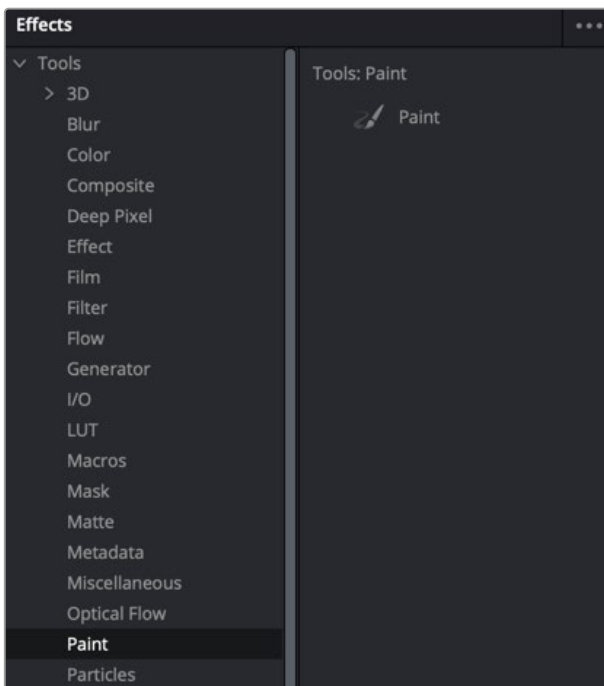 Effects
Tools
3D
Blur
Color
Composite
Deep Pixel
Effect
Film
Filter
Flow
Generator
I/O
LUT
Macros
Mask
Matte
Metadata
Miscellaneous
Optical Flow
Paint
Particles
Tools: Paint
Paint